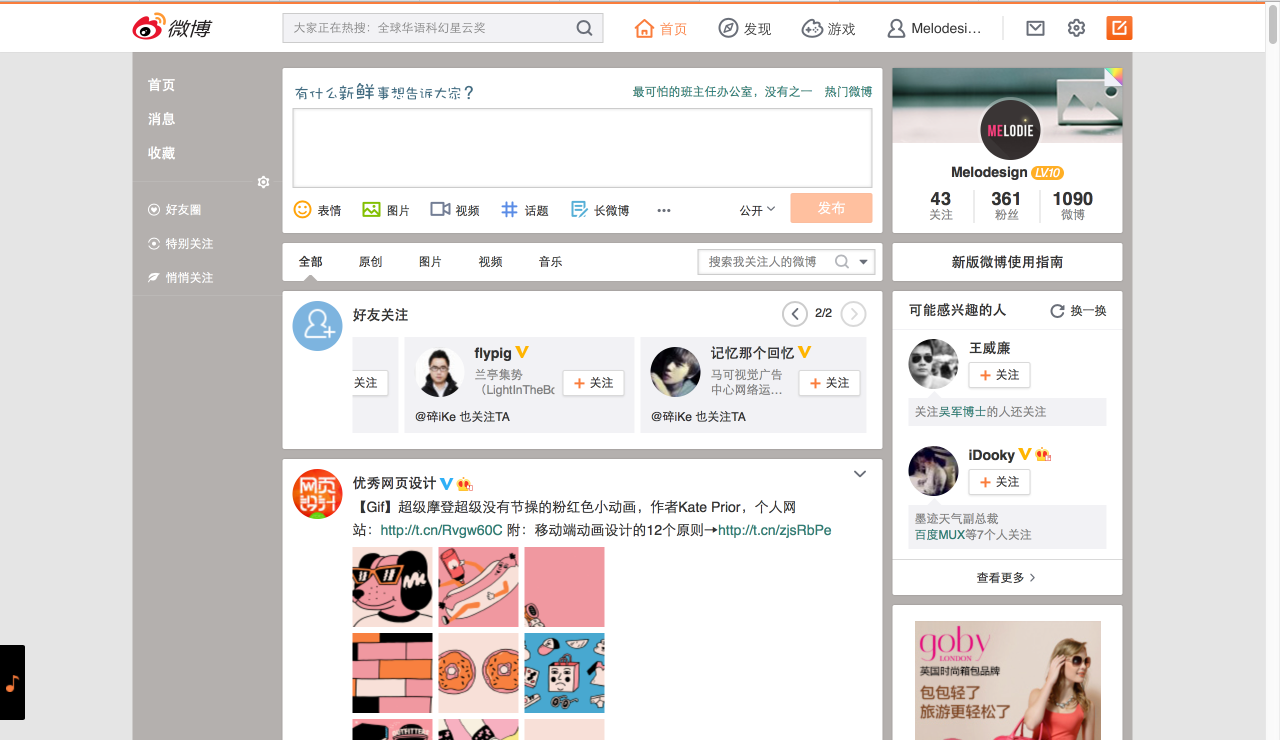 微博
大家正在热搜：全球华语科幻星云奖
首页
发现
游戏
Melodesi...
首页
消息
收藏
好友圈
特别关注
悄悄关注
有什么新鲜事想告诉大家？
最可怕的班主任办公室，没有之一 热门微博
表情
图片
视频
话题
长微博
公开
发布
全部
原创
图片
视频
音乐
搜索我关注人的微博
好友关注
2/2
关注
flypig
兰亭集势
（LightInTheBo
+ 关注
@碎iKe 也关注TA
记忆那个回忆
马可视觉广告
中心网络运...
+ 关注
@碎iKe 也关注TA
优秀网页设计
【Gif】超级摩登超级没有节操的粉红色小动画，作者Kate Prior，个人网
站：http://t.cn/Rvgw60C 附：移动端动画设计的12个原则→http://t.cn/zjsRbPe
网页
设计
MELODIE
Melodesign LV.10
43
关注
361
粉丝
1090
微博
新版微博使用指南
可能感兴趣的人
换一换
王威廉
+ 关注
关注吴军博士的人还关注
iDooky
+ 关注
墨迹天气副总裁
百度MUX等7个人关注
查看更多
goby
LONDON
英国时尚箱包品牌
包包轻了
旅游更轻松了